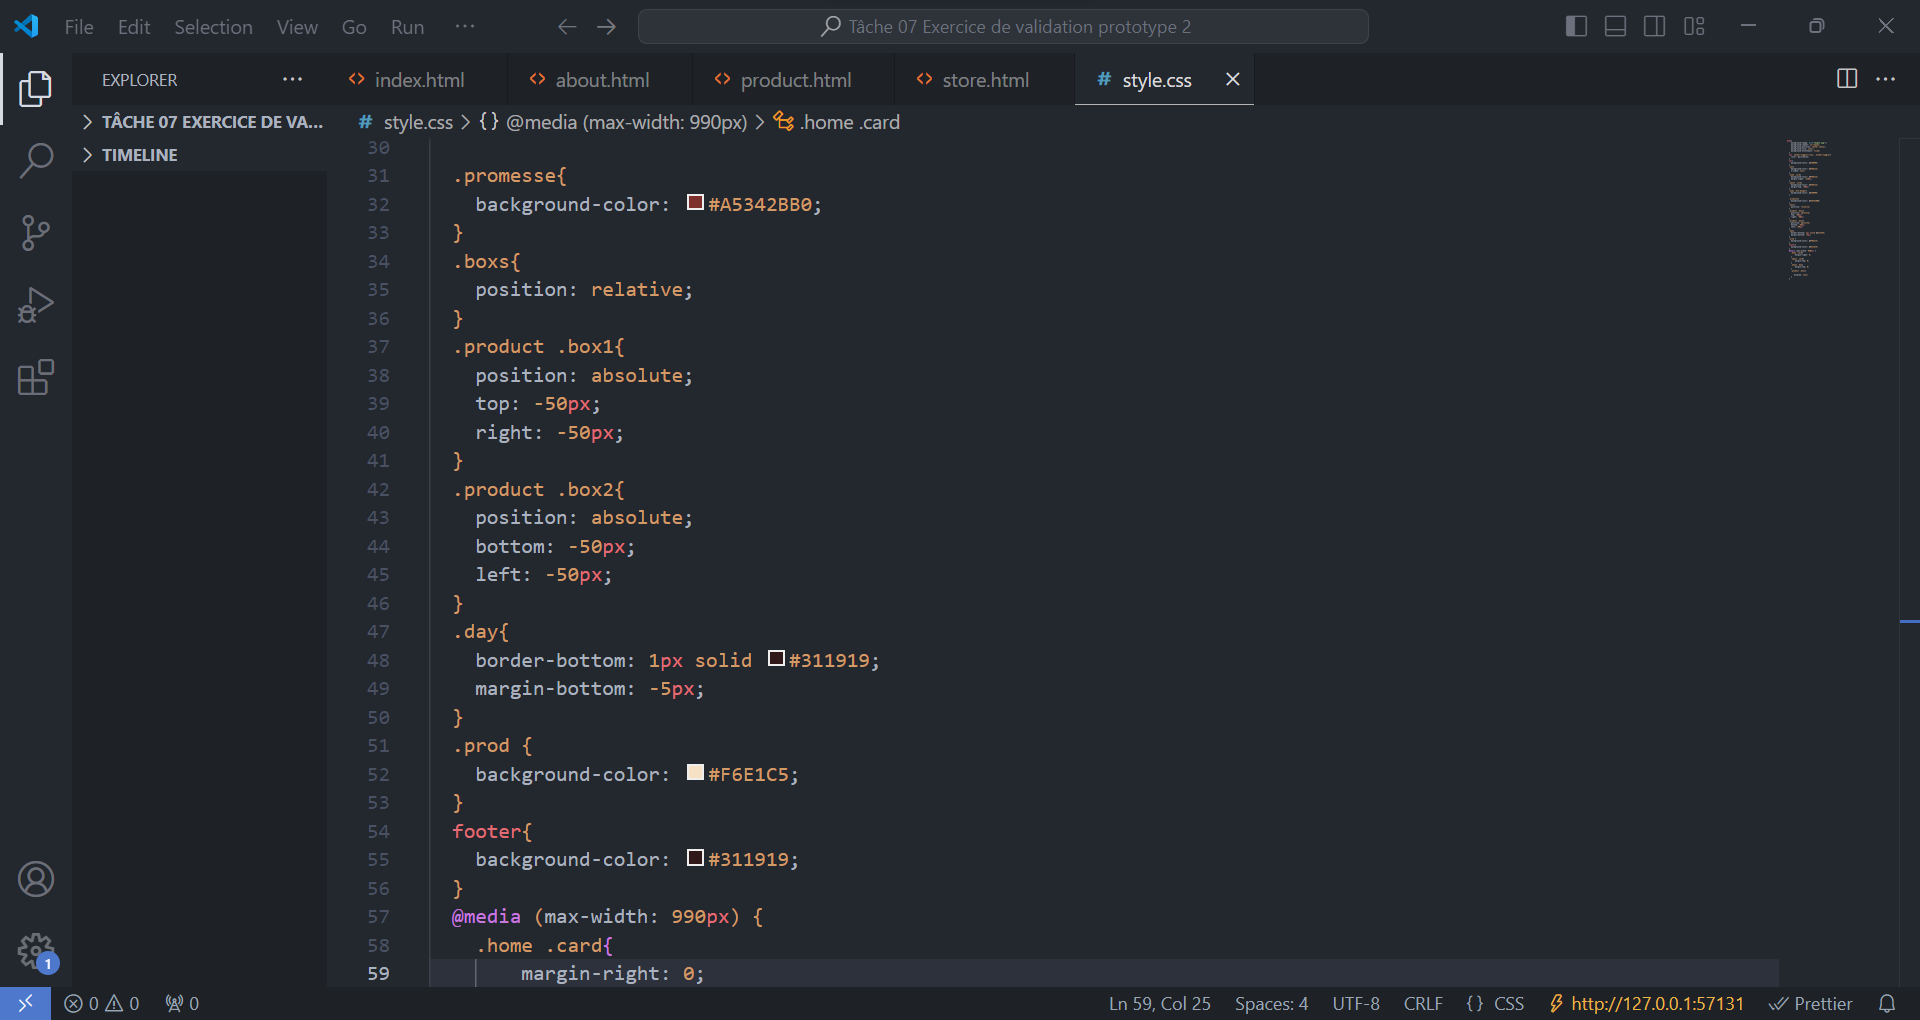 File Edit Selection View Go Run ··· Tâche 07 Exercice de validation prototype 2
EXPLORER ··· index.html about.html product.html store.html # style.css
TÂCHE 07 EXERCICE DE VA...
TIMELINE
# style.css > {} @media (max-width: 990px) > .home .card
30
31 .promesse{
32 background-color: #A5342BB0;
33 }
34 .boxs{
35 position: relative;
36 }
37 .product .box1{
38 position: absolute;
39 top: -50px;
40 right: -50px;
41 }
42 .product .box2{
43 position: absolute;
44 bottom: -50px;
45 left: -50px;
46 }
47 .day{
48 border-bottom: 1px solid #311919;
49 margin-bottom: -5px;
50 }
51 .prod {
52 background-color: #F6E1C5;
53 }
54 footer{
55 background-color: #311919;
56 }
57 @media (max-width: 990px) {
58 .home .card{
59 margin-right: 0;
1
0 0 0 Ln 59, Col 25 Spaces: 4 UTF-8 CRLF {} CSS http://127.0.0.1:57131 Prettier